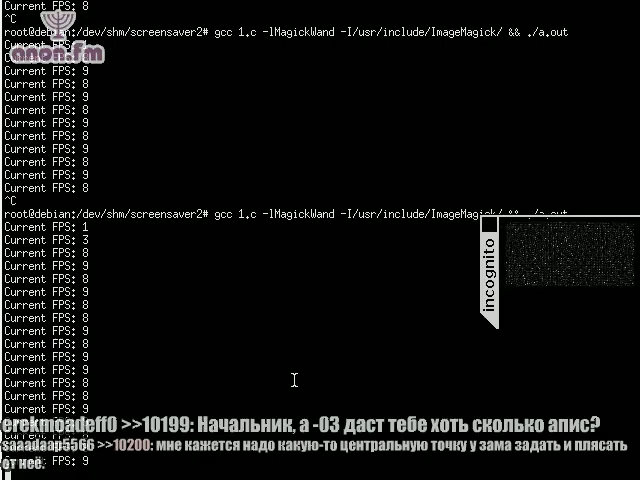 Current FPS: 8
^C
root@debian:/dev/shm/screensaver2# gcc 1.c -lMagickWand -I/usr/include/ImageMagick/ && ./a.out
anon.fm
Current FPS: 9
Current FPS: 8
Current FPS: 9
Current FPS: 8
Current FPS: 9
Current FPS: 8
Current FPS: 8
Current FPS: 9
Current FPS: 9
Current FPS: 8
^C
root@debian:/dev/shm/screensaver2# gcc 1.c -lMagickWand -I/usr/include/ImageMagick/ && ./a.out
Current FPS: 1
Current FPS: 3
Current FPS: 8
Current FPS: 9
Current FPS: 8
Current FPS: 8
Current FPS: 8
Current FPS: 8
Current FPS: 9
Current FPS: 8
Current FPS: 9
Current FPS: 9
Current FPS: 8
Current FPS: 8
Current FPS: 9
incognito
erekmoadeff0 >>10199: Начальник, а -O3 даст тебе хоть сколько апис?
saaadaap5566 >>10200: мне кажется надо какую-то центральную точку у зама задать и плясать
от неё.
Current FPS: 9